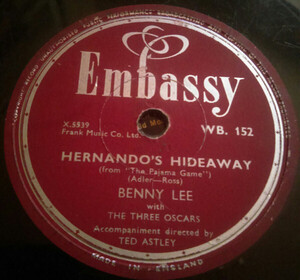 Embassy
X.5539
Frank Music Co. Ltd.
WB. 152
HERNANDO'S HIDEAWAY
(from "The Pajama Game")
(Adler—Ross)
BENNY LEE
with
THE THREE OSCARS
Accompaniment directed by
TED ASTLEY
MADE IN ENGLAND